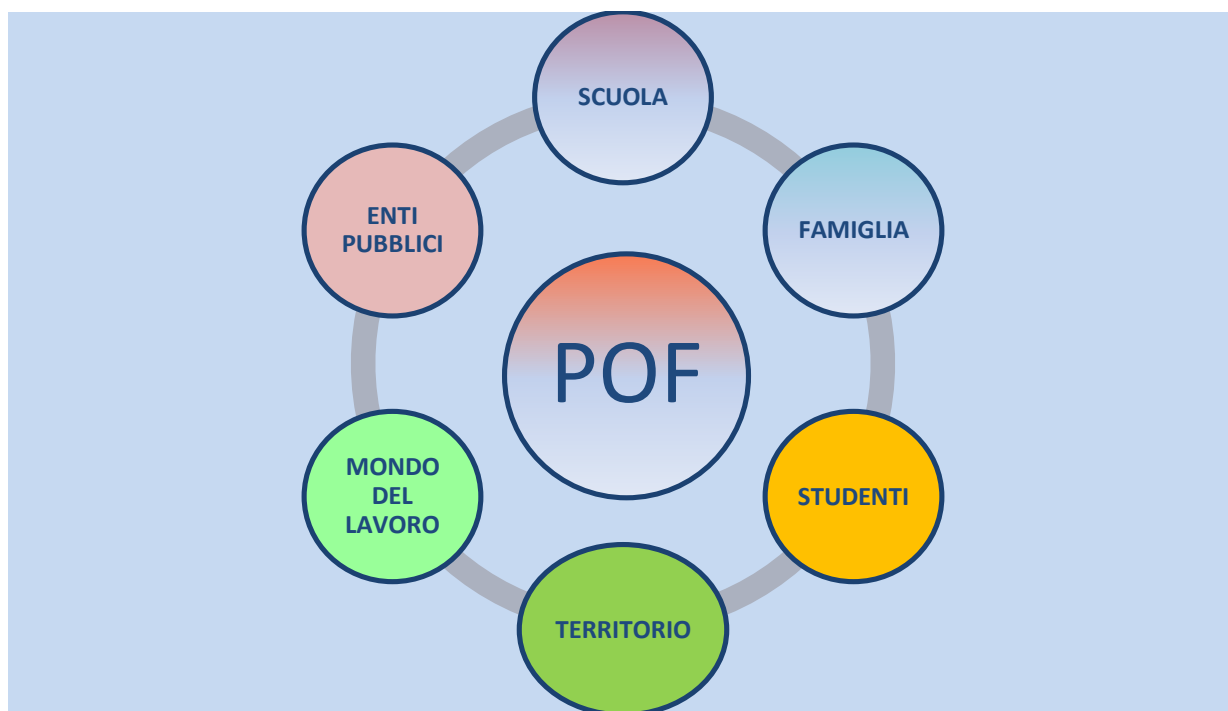 SCUOLA
FAMIGLIA
ENTI
PUBBLICI
POF
STUDENTI
MONDO
DEL
LAVORO
TERRITORIO